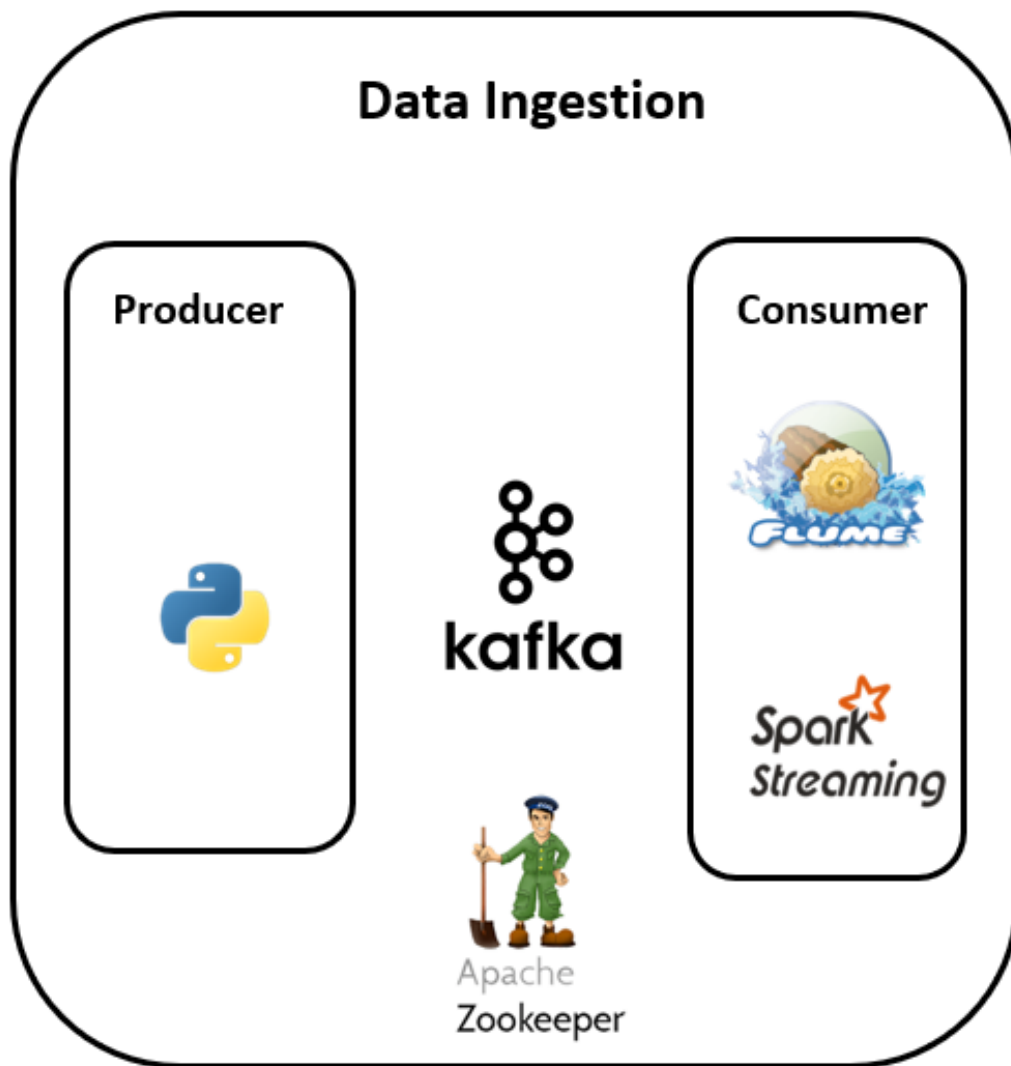 Data Ingestion
Producer
Consumer
FLUME
kafka
Spark
Streaming
Apache
Zookeeper